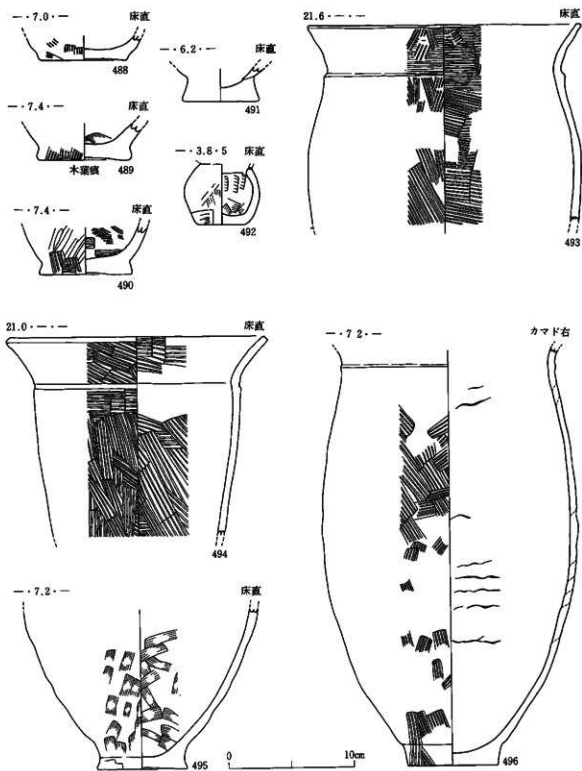 —・7.0・— 床直
488
—・7.4・— 床直
木葉痕 489
—・7.4・— 床直
490
—・6.2・— 床直
491
—・3.8・5 床直
492
21.6・—・— 床直
493
21.0・—・— 床直
494
—・7.2・— 床直
495
—・7 2・— カマド右
496
0 10cm